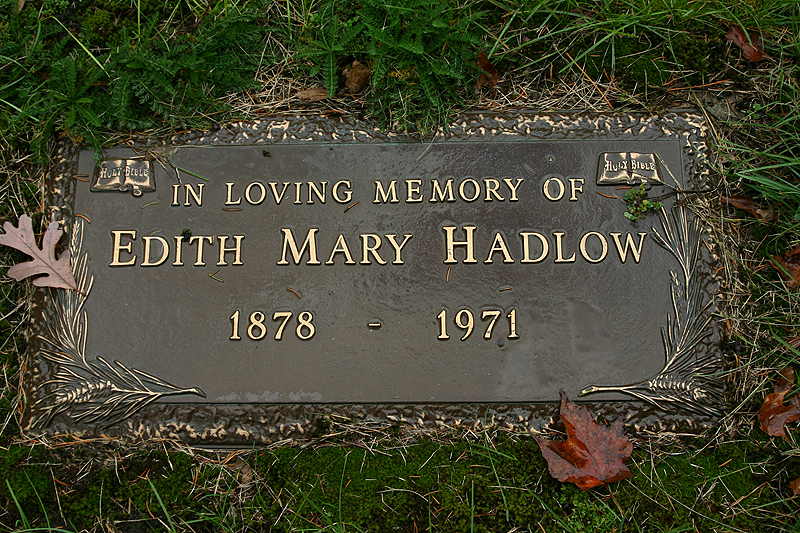 HOLY BIBLE HOLY BIBLE
IN LOVING MEMORY OF
EDITH MARY HADLOW
1878 - 1971